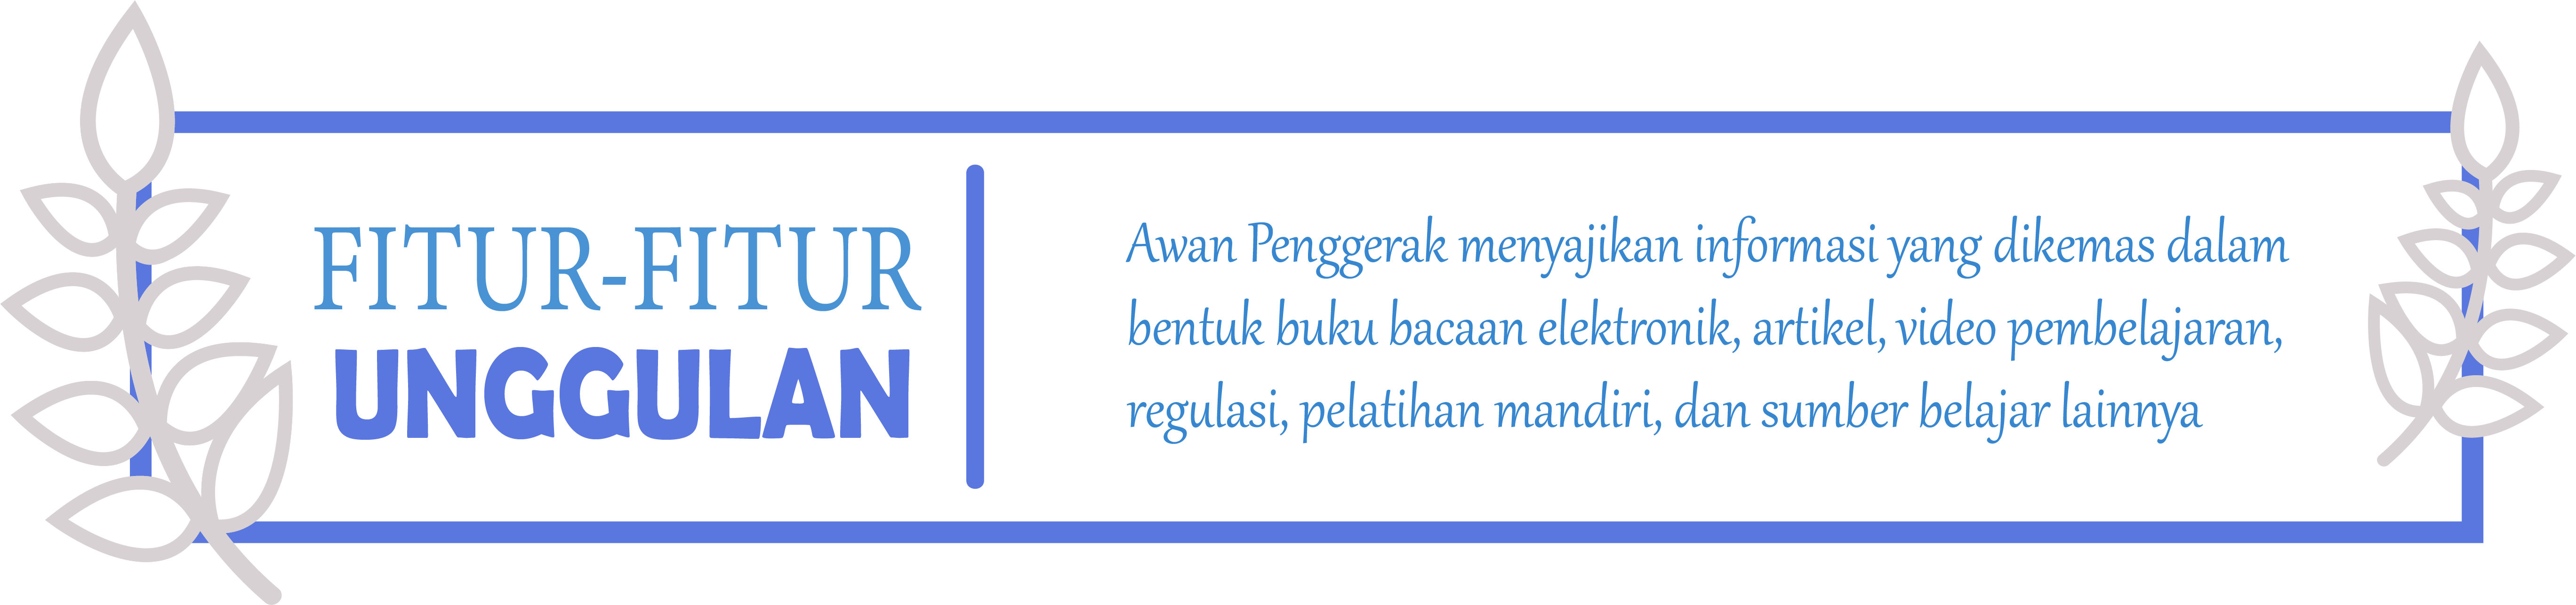 FITUR-FITUR
UNGGULAN
Awan Penggerak menyajikan informasi yang dikemas dalam
bentuk buku bacaan elektronik, artikel, video pembelajaran,
regulasi, pelatihan mandiri, dan sumber belajar lainnya